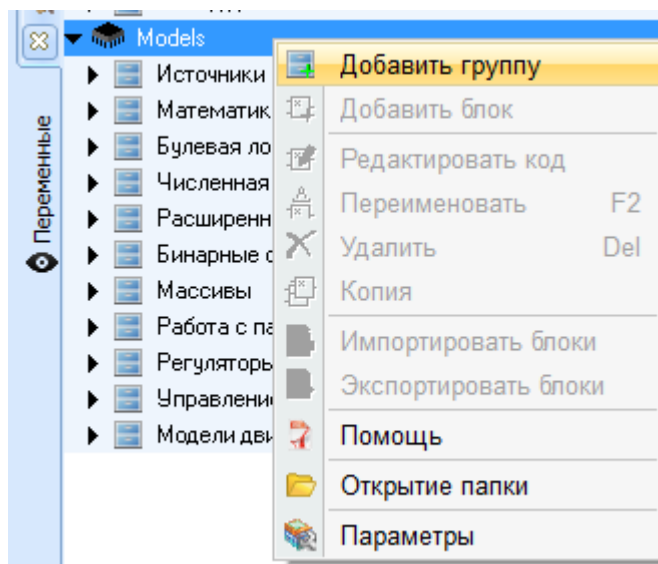 Models
Источники
Математик
Булевая ло
Численная
Расширенн
Бинарные с
Массивы
Работа с па
Регуляторы
Управление
Модели дви
Переменные
Добавить группу
Добавить блок
Редактировать код
Переименовать F2
Удалить Del
Копия
Импортировать блоки
Экспортировать блоки
Помощь
Открытие папки
Параметры